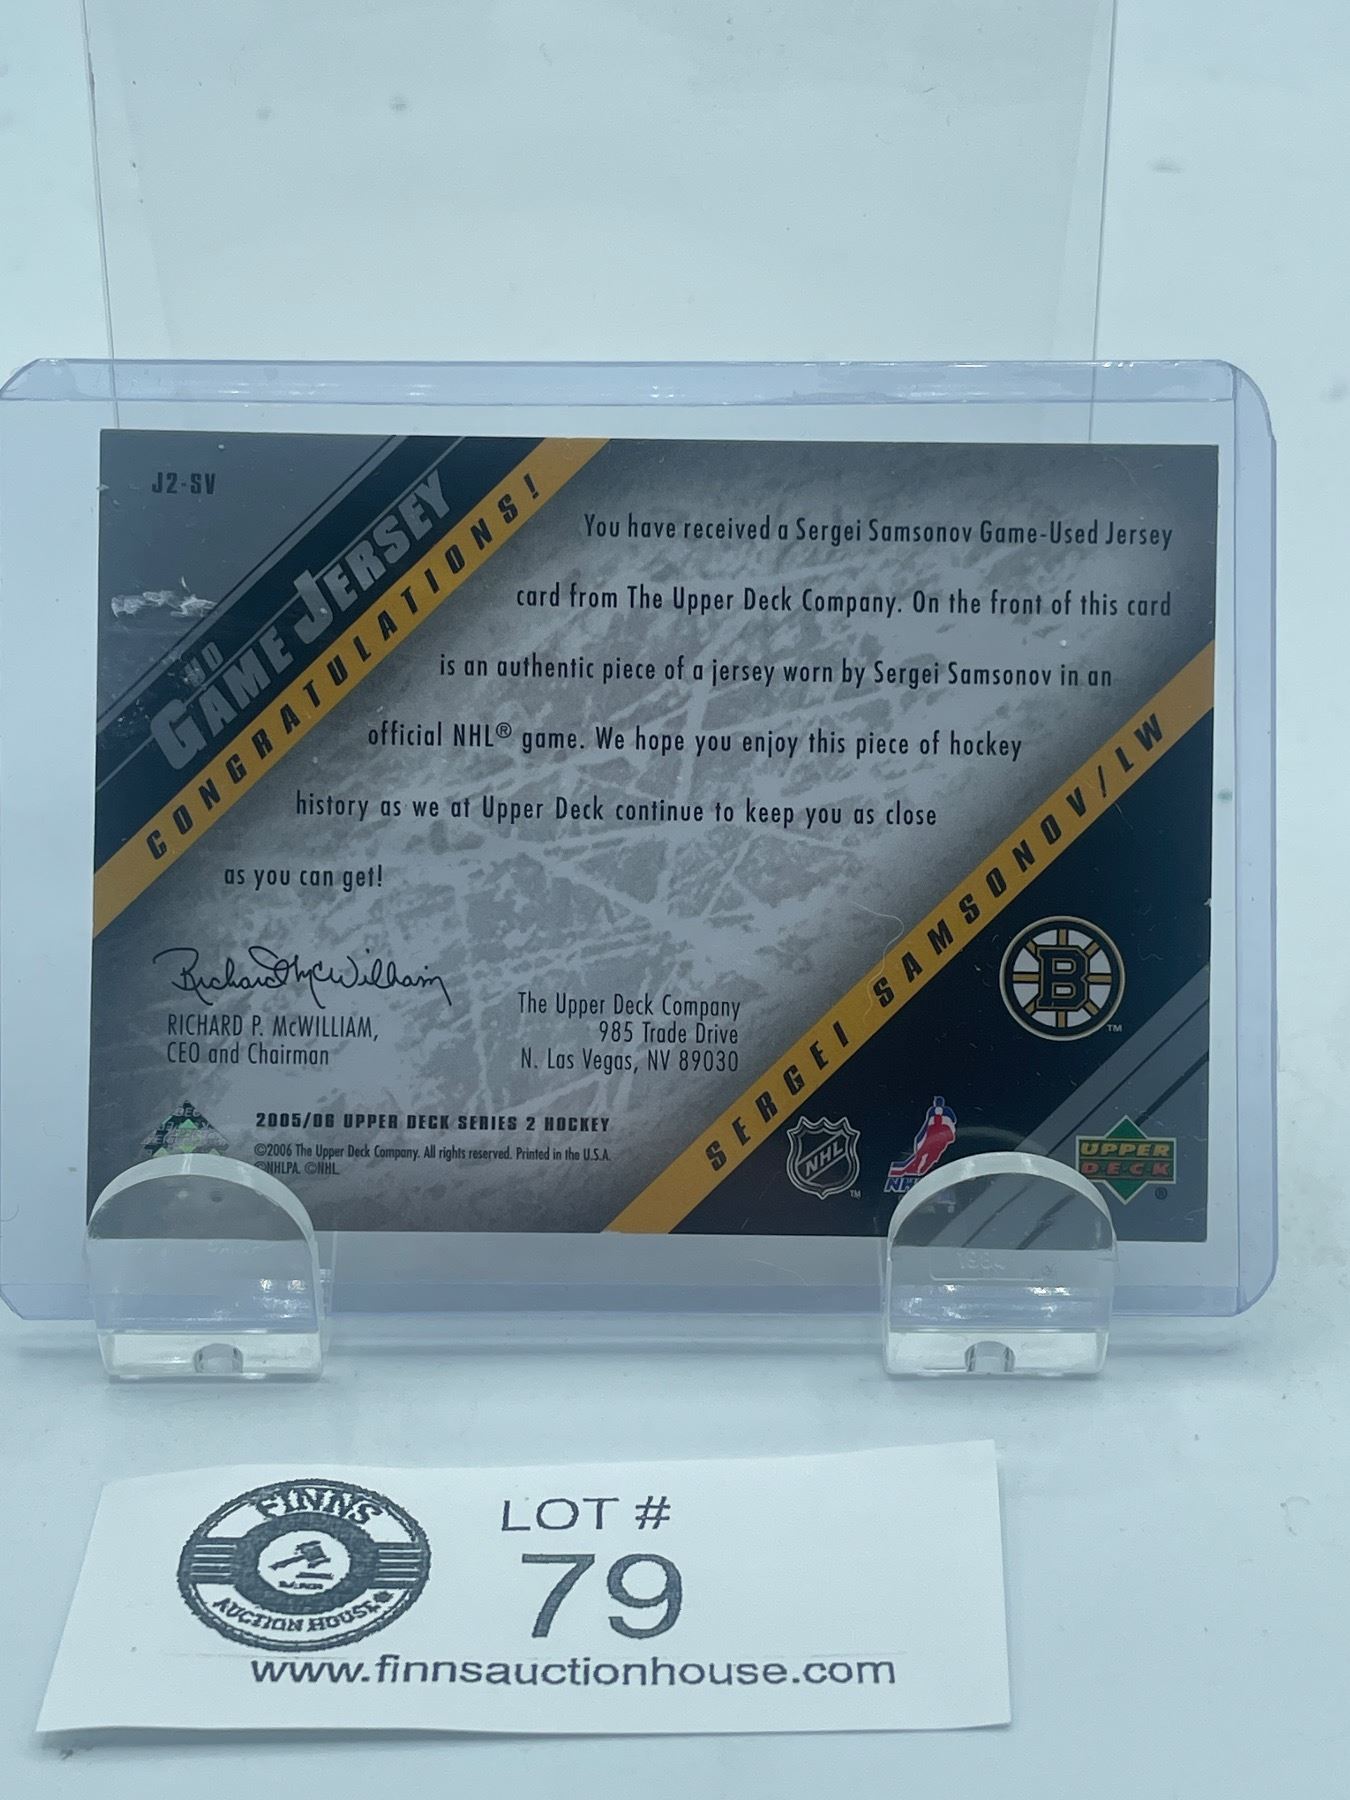 J2-SV
UD
GAME JERSEY
CONGRATULATIONS!
You have received a Sergei Samsonov Game-Used Jersey
card from The Upper Deck Company. On the front of this card
is an authentic piece of a jersey worn by Sergei Samsonov in an
official NHL® game. We hope you enjoy this piece of hockey
history as we at Upper Deck continue to keep you as close
as you can get!
SERGEI SAMSONOV/LW
B
TM
Richard McWilliam
RICHARD P. McWILLIAM,
CEO and Chairman
The Upper Deck Company
985 Trade Drive
N. Las Vegas, NV 89030
2005/06 UPPER DECK SERIES 2 HOCKEY
©2006 The Upper Deck Company. All rights reserved. Printed in the U.S.A.
©NHLPA. ©NHL.
NHL
TM
UPPER
D·E·C·K
®
FINNS
AUCTION HOUSE
LOT #
79
www.finnsauctionhouse.com